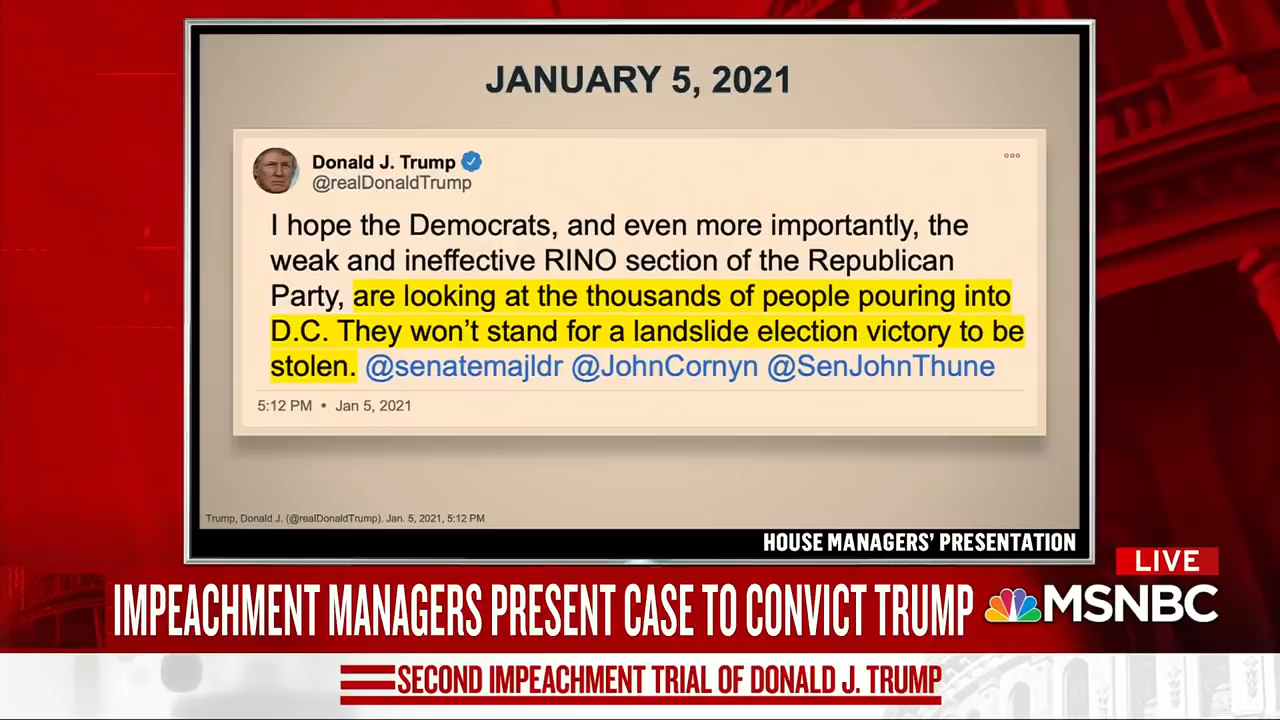 JANUARY 5, 2021
Donald J. Trump
@realDonaldTrump
I hope the Democrats, and even more importantly, the
weak and ineffective RINO section of the Republican
Party, are looking at the thousands of people pouring into
D.C. They won’t stand for a landslide election victory to be
stolen. @senatemajldr @JohnCornyn @SenJohnThune
5:12 PM • Jan 5, 2021
Trump, Donald J. (@realDonaldTrump). Jan. 5, 2021, 5:12 PM
HOUSE MANAGERS’ PRESENTATION
LIVE
IMPEACHMENT MANAGERS PRESENT CASE TO CONVICT TRUMP
MSNBC
SECOND IMPEACHMENT TRIAL OF DONALD J. TRUMP